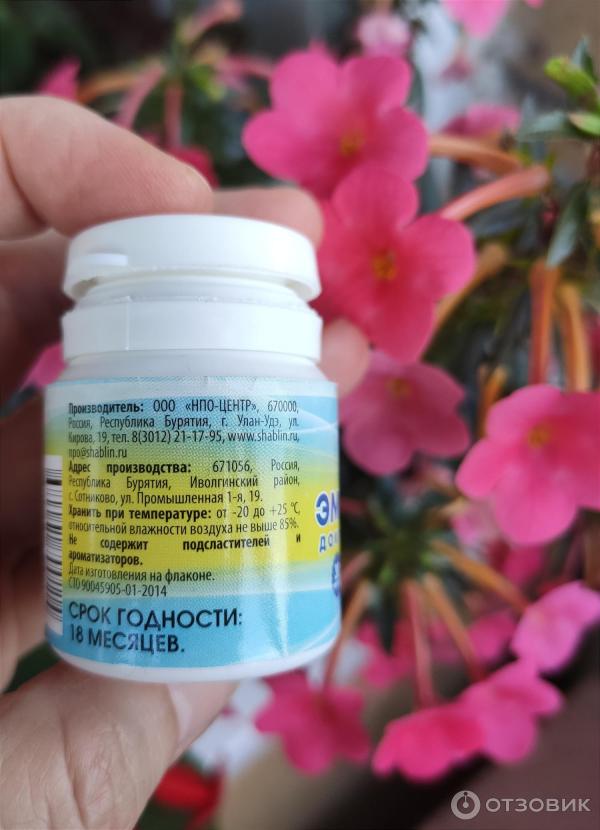 Производитель: ООО «НПО-ЦЕНТР», 670000,
Россия, Республика Бурятия, г. Улан-Удэ, ул.
Кирова, 19, тел. 8(3012) 21-17-95, www.shablin.ru,
npo@shablin.ru
Адрес производства: 671056, Россия,
Республика Бурятия, Иволгинский район,
с. Сотниково, ул. Промышленная 1-я, 19.
Хранить при температуре: от -20 до +25 °С,
относительной влажности воздуха не выше 85%.
Не содержит подсластителей и
ароматизаторов.
Дата изготовления на флаконе.
СТО 90045905-01-2014
СРОК ГОДНОСТИ:
18 МЕСЯЦЕВ.
ОТЗОВИК